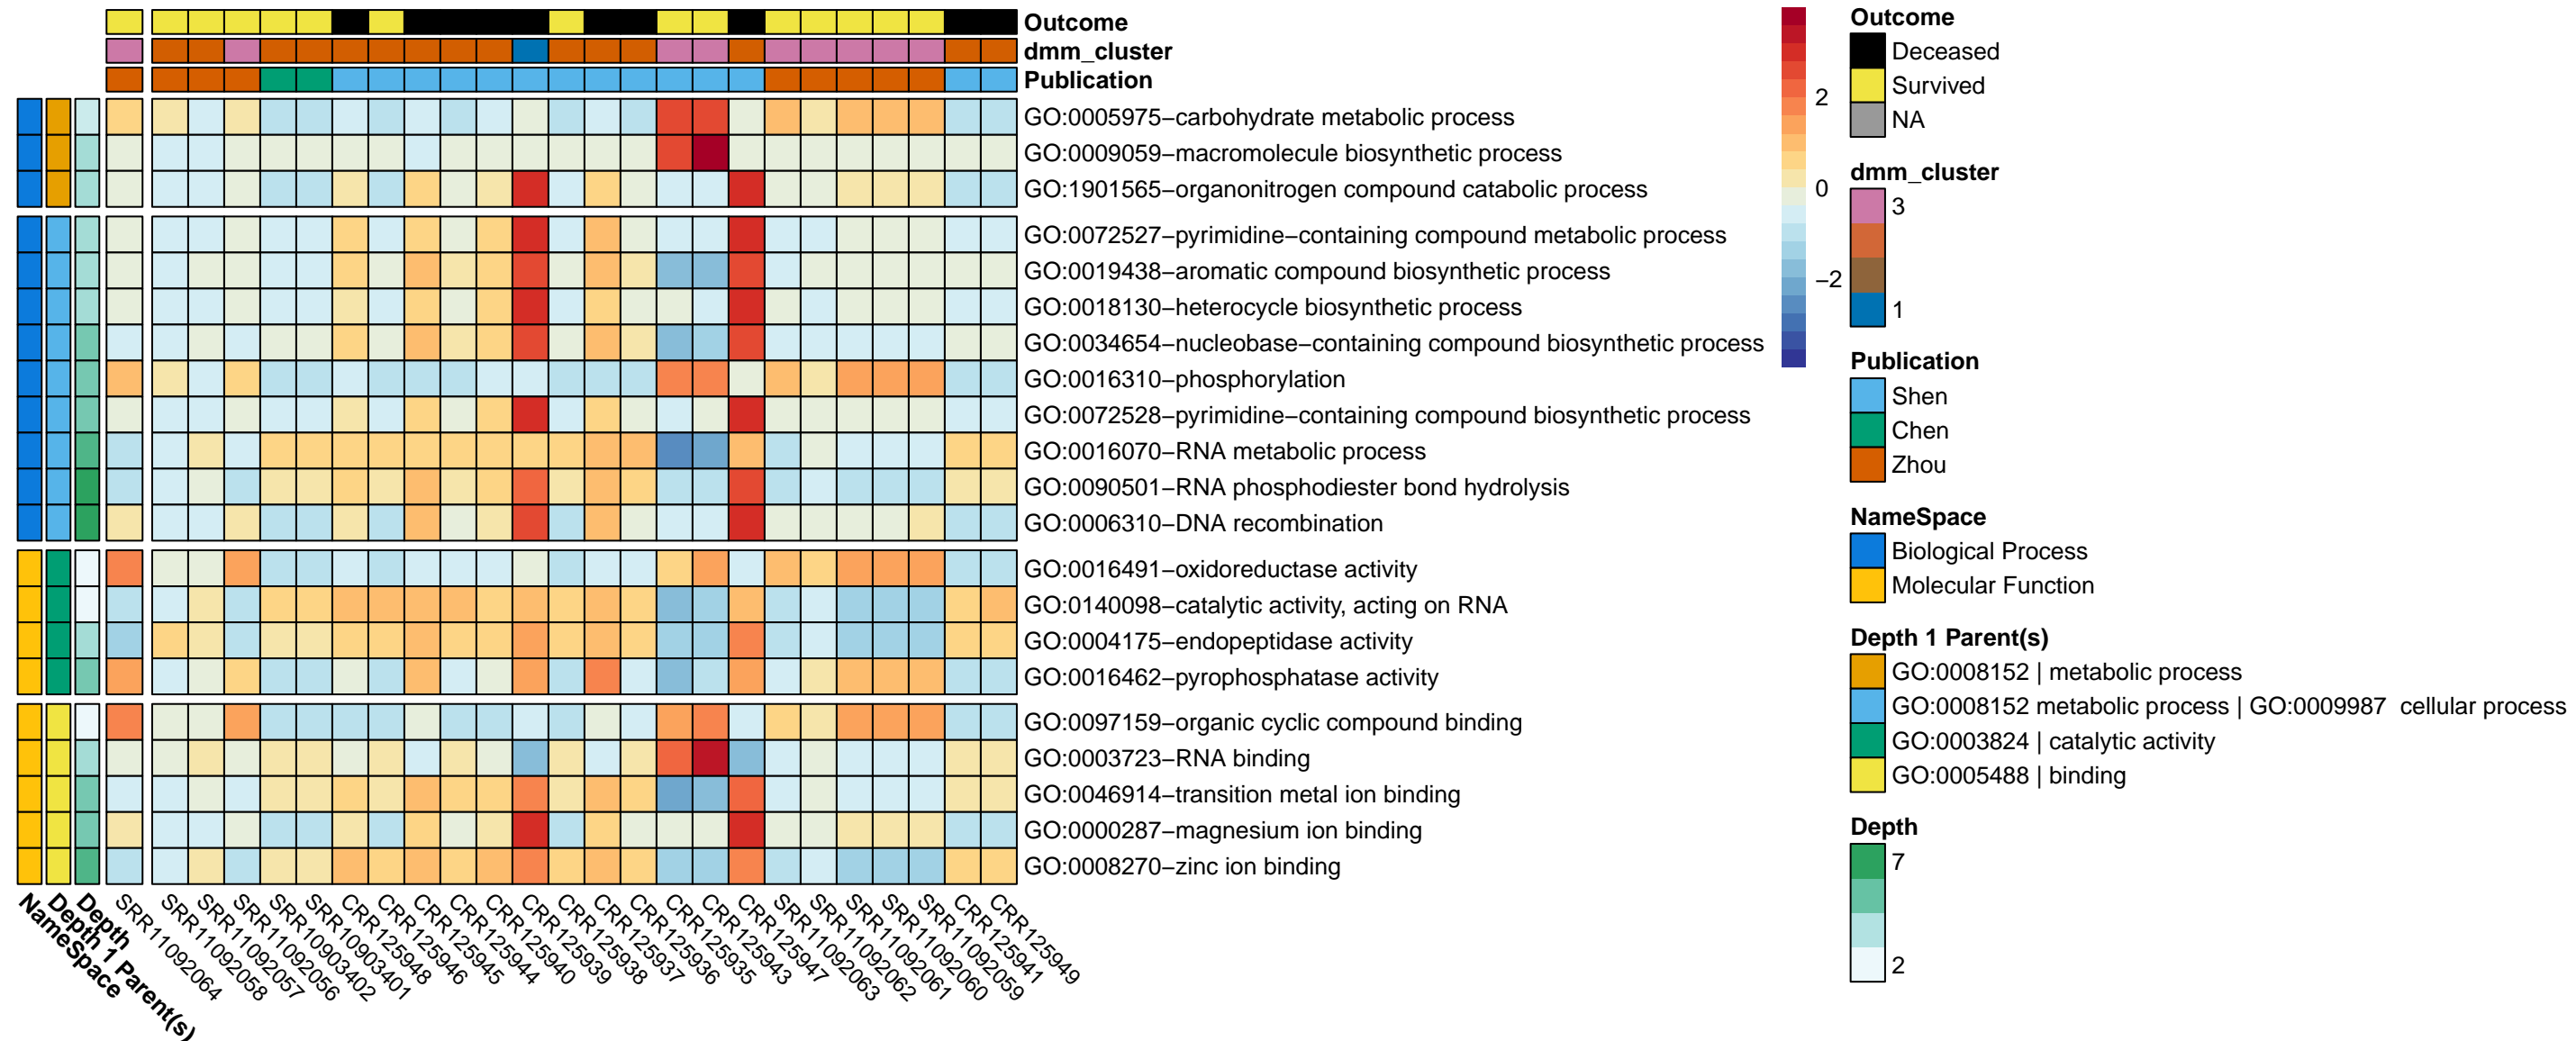 Outcome
dmm_cluster
Publication
GO:0005975−carbohydrate metabolic process
GO:0009059−macromolecule biosynthetic process
GO:1901565−organonitrogen compound catabolic process
GO:0072527−pyrimidine−containing compound metabolic process
GO:0019438−aromatic compound biosynthetic process
GO:0018130−heterocycle biosynthetic process
GO:0034654−nucleobase−containing compound biosynthetic process
GO:0016310−phosphorylation
GO:0072528−pyrimidine−containing compound biosynthetic process
GO:0016070−RNA metabolic process
GO:0090501−RNA phosphodiester bond hydrolysis
GO:0006310−DNA recombination
GO:0016491−oxidoreductase activity
GO:0140098−catalytic activity, acting on RNA
GO:0004175−endopeptidase activity
GO:0016462−pyrophosphatase activity
GO:0097159−organic cyclic compound binding
GO:0003723−RNA binding
GO:0046914−transition metal ion binding
GO:0000287−magnesium ion binding
GO:0008270−zinc ion binding
NameSpace
Depth 1 Parent(s)
Depth
SRR11092064
SRR11092058
SRR11092057
SRR11092056
SRR10903402
SRR10903401
CRR125948
CRR125946
CRR125945
CRR125944
CRR125940
CRR125939
CRR125938
CRR125937
CRR125936
CRR125935
CRR125943
CRR125947
SRR11092063
SRR11092062
SRR11092061
SRR11092060
SRR11092059
CRR125941
CRR125949
2
0
−2
Outcome
Deceased
Survived
NA
dmm_cluster
3
1
Publication
Shen
Chen
Zhou
NameSpace
Biological Process
Molecular Function
Depth 1 Parent(s)
GO:0008152 | metabolic process
GO:0008152 metabolic process | GO:0009987  cellular process
GO:0003824 | catalytic activity
GO:0005488 | binding
Depth
7
2